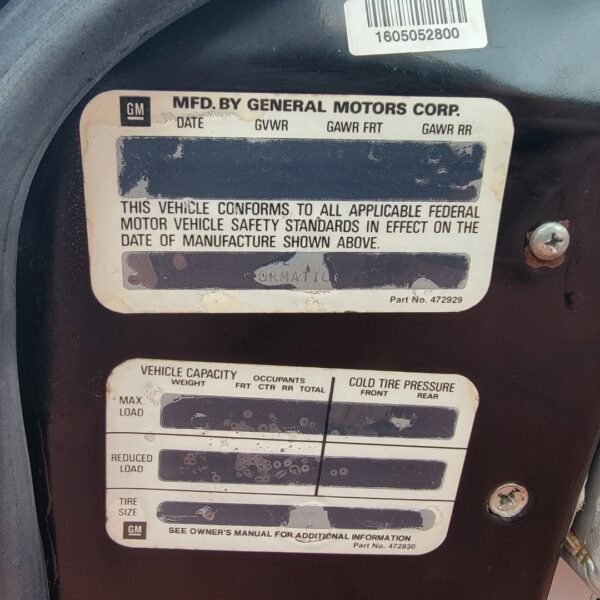 1605052800
GM MFD. BY GENERAL MOTORS CORP.
DATE GVWR GAWR FRT GAWR RR
THIS VEHICLE CONFORMS TO ALL APPLICABLE FEDERAL
MOTOR VEHICLE SAFETY STANDARDS IN EFFECT ON THE
DATE OF MANUFACTURE SHOWN ABOVE.
Part No. 472929
VEHICLE CAPACITY COLD TIRE PRESSURE
WEIGHT OCCUPANTS FRONT REAR
FRT CTR RR TOTAL
MAX.
LOAD
REDUCED
LOAD
TIRE
SIZE
GM SEE OWNER'S MANUAL FOR ADDITIONAL INFORMATION
Part No. 472930